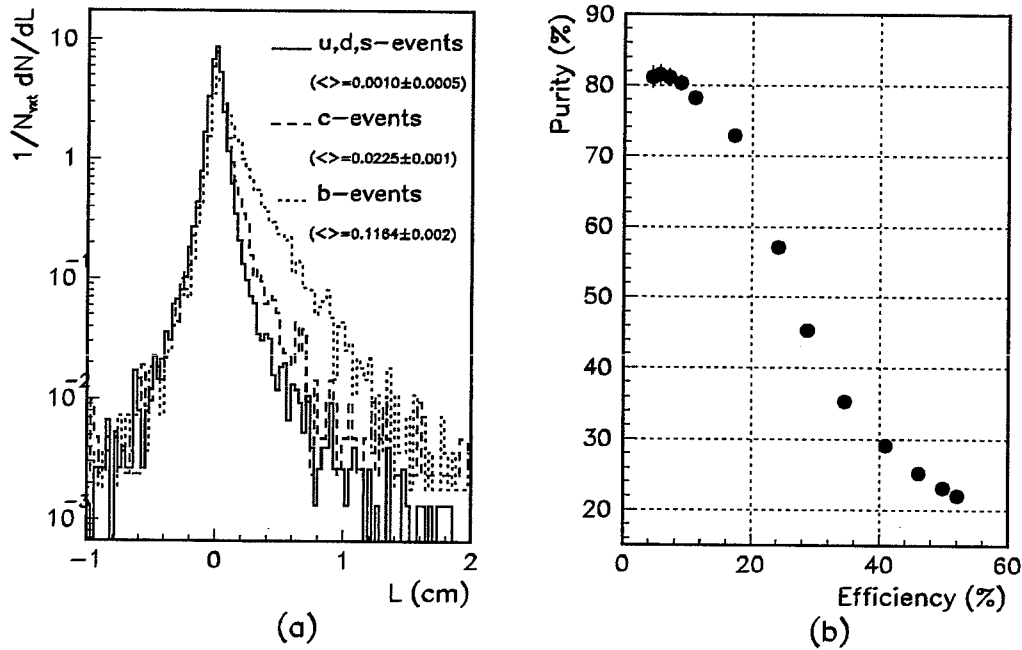 1/N_vxt dN/dL
10
1
10^-1
10^-2
10^-3
-1
0
1
2
L (cm)
u,d,s-events
(<>=0.0010±0.0005)
c-events
(<>=0.0225±0.001)
b-events
(<>=0.1164±0.002)
(a)
Purity (%)
90
80
70
60
50
40
30
20
0
20
40
60
Efficiency (%)
(b)